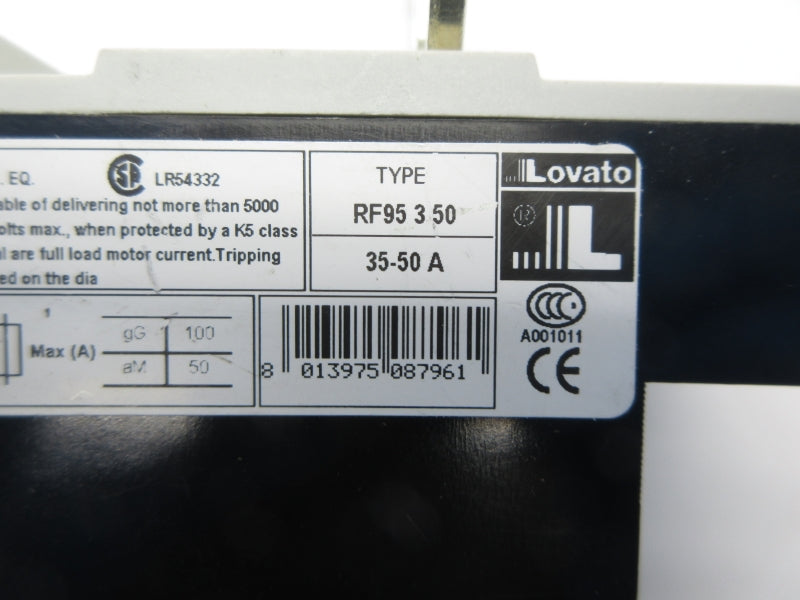 . EQ. LR54332
able of delivering not more than 5000
olts max., when protected by a K5 class
al are full load motor current.Tripping
ed on the dia
TYPE
RF95 3 50
35-50 A
Lovato
R
L
1
Max (A)
gG 100
aM 50
8 013975 087961
CCC
A001011
CE